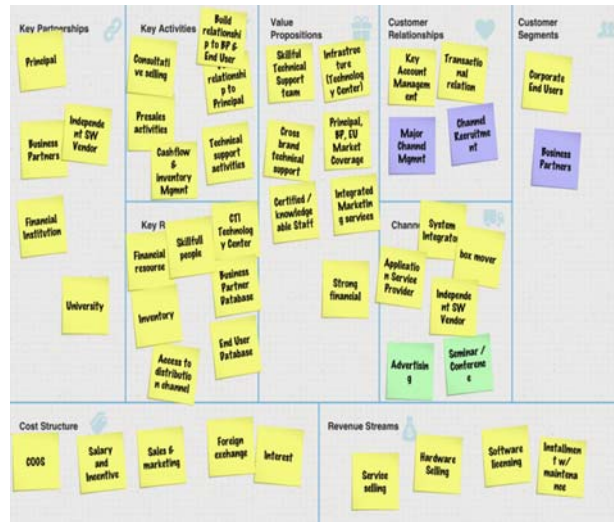 Key Partnerships
Principal
Business
Partners
Independent SW
Vendor
Financial
Institution
University
Key Activities
Build
relationshi
p to BP &
End User
Consultati
ve selling
relationshi
p to
Principal
Presales
activities
Cashflow
&
inventory
Mgmnt
Technical
support
activities
Key R
Financial
resourse
Skillfull
people
CTI
Technolog
y Center
Business
Partner
Database
Inventory
End User
Database
Access to
distributio
n channel
Value
Propositions
Skillful
Technical
Support
team
Infrastruc
ture
(Technolog
y Center)
Cross
brand
technical
support
Principal,
BP, EU
Market
Coverage
Certified /
knowledge
able Staff
Integrated
Marketin
g services
Strong
financial
Customer
Relationships
Key
Account
Managem
ent
Transactio
nal
relation
Major
Channel
Mgmnt
Channel
Recruitme
nt
Chann
System
Integrato
box mover
Applicatio
n Service
Provider
Independe
nt SW
Vendor
Advertisin
g
Seminar /
Conferenc
e
Customer
Segments
Corporate
End Users
Business
Partners
Cost Structure
COGS
Salary
and
Incentive
Sales &
marketing
Foreign
exchange
Interest
Revenue Streams
Service
selling
Hardware
Selling
Software
licensing
Installmen
t w/
maintena
nce